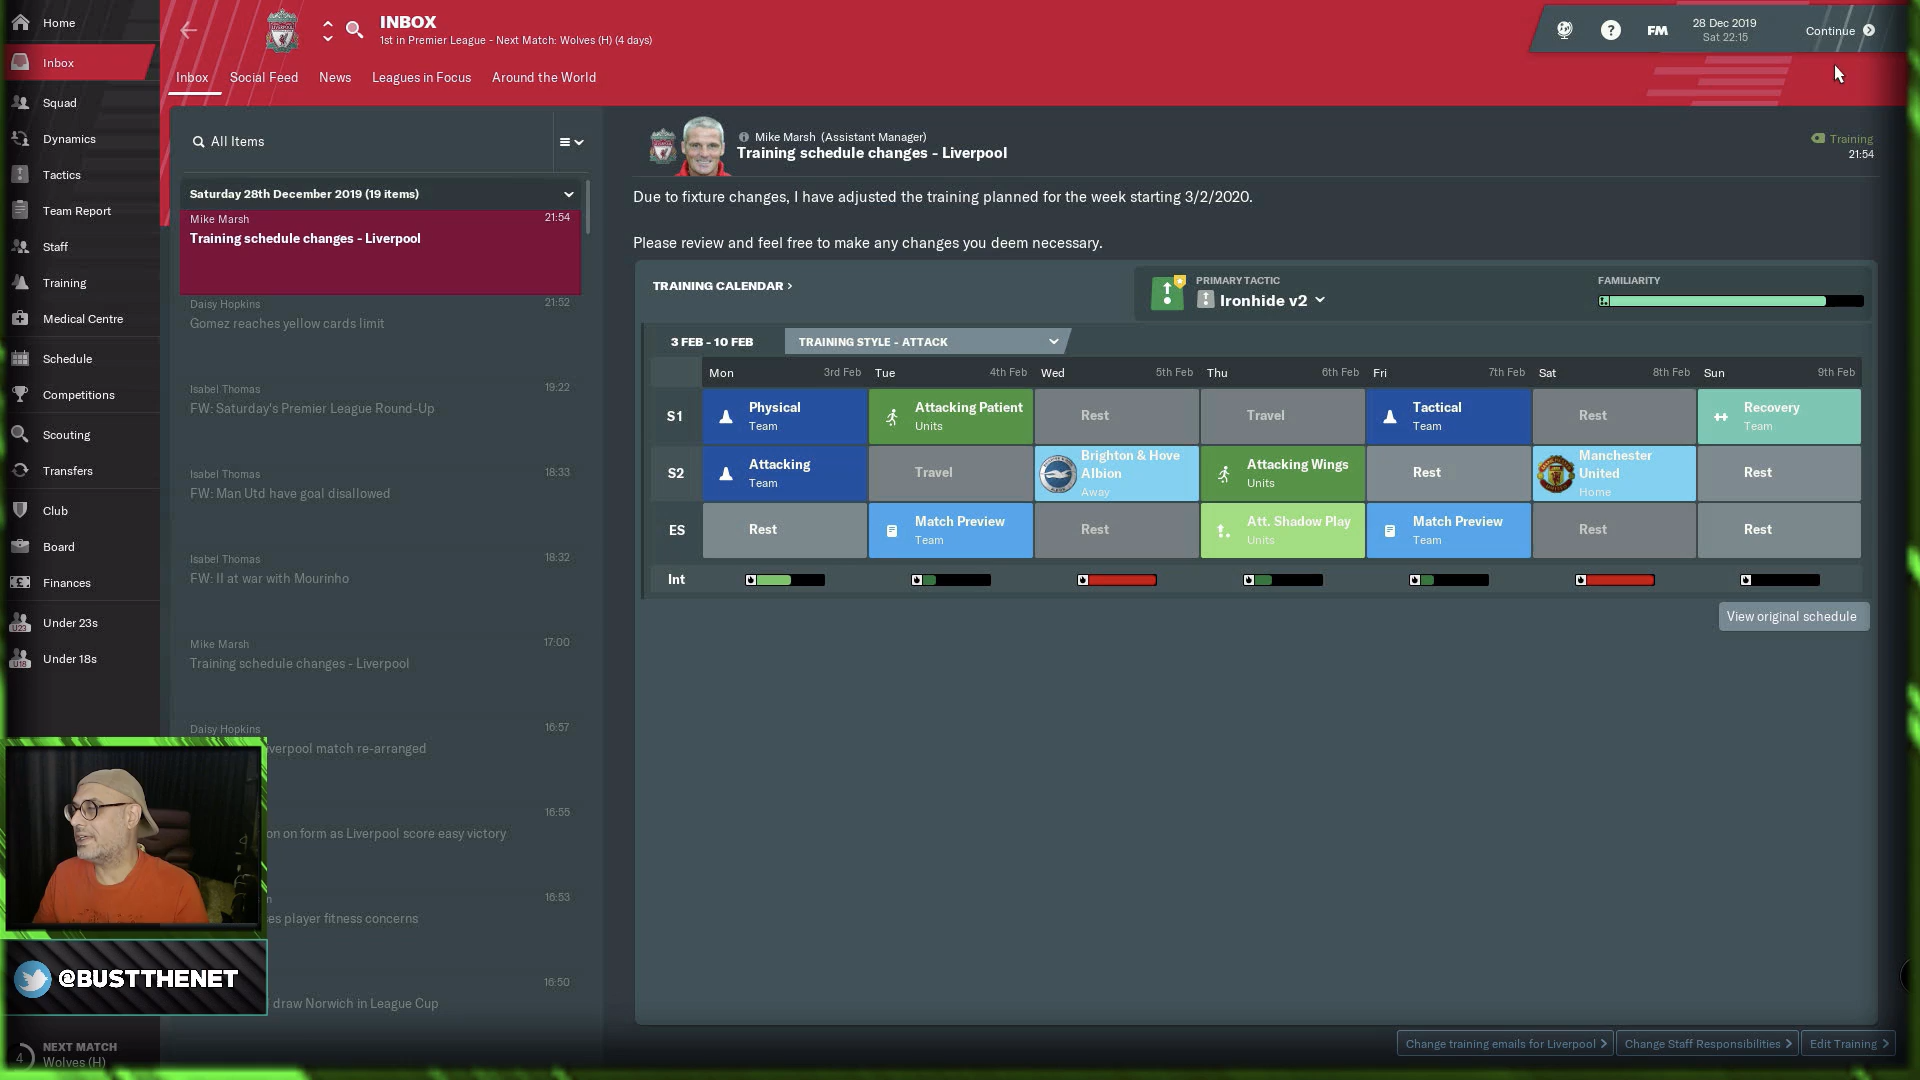 Home
Inbox
Squad
Dynamics
Tactics
Team Report
Staff
Training
Medical Centre
Schedule
Competitions
Scouting
Transfers
Club
Board
Finances
Under 23s
Under 18s
INBOX
1st in Premier League - Next Match: Wolves (H) (4 days)
FM
28 Dec 2019
Sat 22:15
Continue
Inbox Social Feed News Leagues in Focus Around the World
All Items
Saturday 28th December 2019 (19 items)
Mike Marsh 21:54
Training schedule changes - Liverpool
Daisy Hopkins 21:52
Gomez reaches yellow cards limit
Isabel Thomas 19:22
FW: Saturday's Premier League Round-Up
Isabel Thomas 18:33
FW: Man Utd have goal disallowed
Isabel Thomas 18:32
FW: II at war with Mourinho
Mike Marsh 17:00
Training schedule changes - Liverpool
Daisy Hopkins 16:57
verpool match re-arranged
16:55
on on form as Liverpool score easy victory
n 16:53
es player fitness concerns
16:50
draw Norwich in League Cup
Mike Marsh (Assistant Manager)
Training schedule changes - Liverpool
Training
21:54
Due to fixture changes, I have adjusted the training planned for the week starting 3/2/2020.
Please review and feel free to make any changes you deem necessary.
TRAINING CALENDAR >
PRIMARY TACTIC
Ironhide v2
FAMILIARITY
3 FEB - 10 FEB
TRAINING STYLE - ATTACK
Mon 3rd Feb Tue 4th Feb Wed 5th Feb Thu 6th Feb Fri 7th Feb Sat 8th Feb Sun 9th Feb
S1
Physical
Team
Attacking Patient
Units
Rest
Travel
Tactical
Team
Rest
Recovery
Team
S2
Attacking
Team
Travel
Brighton & Hove
Albion
Away
Attacking Wings
Units
Rest
Manchester
United
Home
Rest
ES
Rest
Match Preview
Team
Rest
Att. Shadow Play
Units
Match Preview
Team
Rest
Rest
Int
View original schedule
@BUSTTHENET
4
NEXT MATCH
Wolves (H)
Change training emails for Liverpool >
Change Staff Responsibilities >
Edit Training >